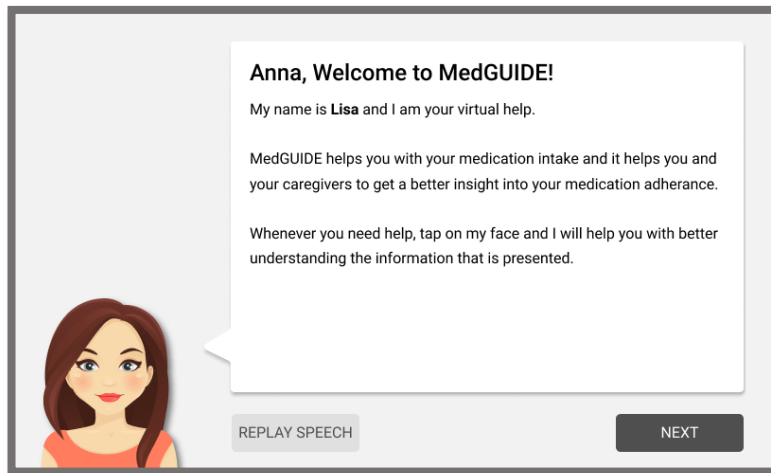 Anna, Welcome to MedGUIDE!
My name is Lisa and I am your virtual help.
MedGUIDE helps you with your medication intake and it helps you and
your caregivers to get a better insight into your medication adherance.
Whenever you need help, tap on my face and I will help you with better
understanding the information that is presented.
REPLAY SPEECH
NEXT